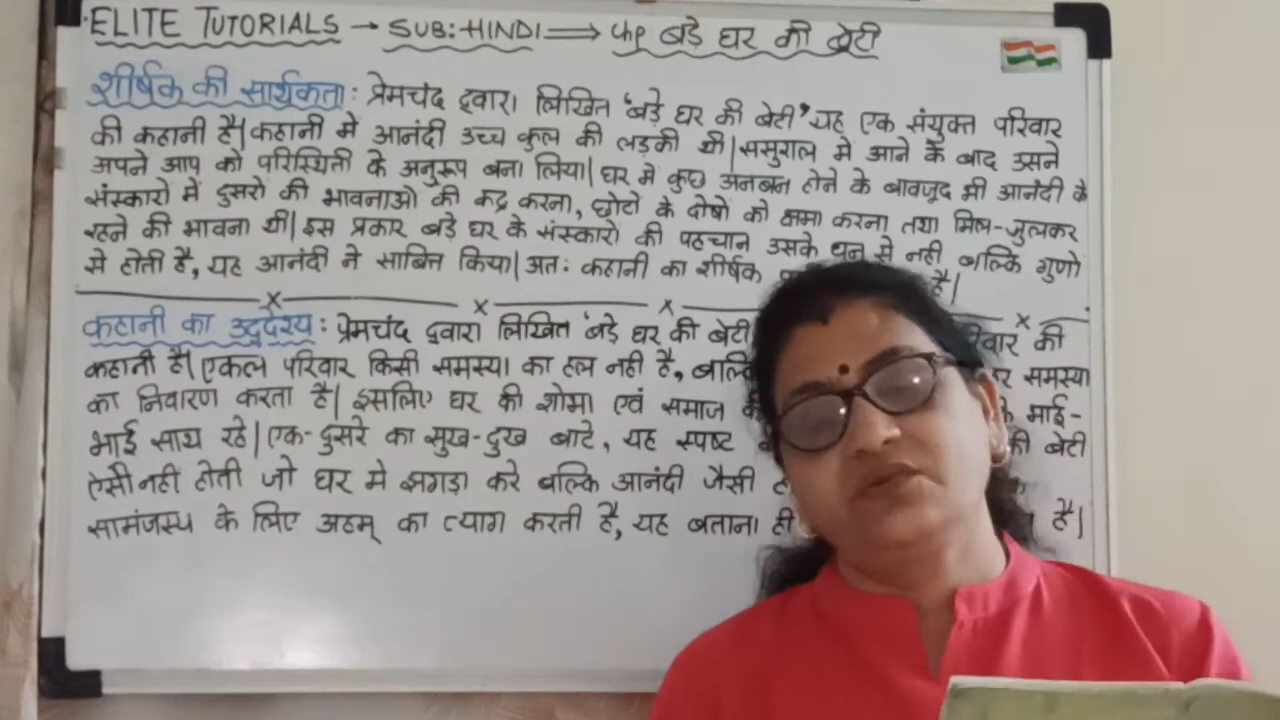 ELITE TUTORIALS → SUB:-HINDI ⟹ Chp बड़े घर की बेटी
शीर्षक की सार्थकता : प्रेमचंद द्वारा लिखित 'बड़े घर की बेटी' यह एक संयुक्त परिवार
की कहानी है| कहानी में आनंदी उच्च कुल की लड़की थी| ससुराल में आने के बाद उसने
अपने आप को परिस्थिती के अनुरूप बना लिया| घर मे कुछ अनबन होने के बावजूद भी आनंदी के
संस्कारो में दुसरो की भावनाओ की कद्र करना, छोटो के दोषो को क्षमा करना तथा मिल-जुलकर
रहने की भावना थी| इस प्रकार बड़े घर के संस्कारो की पहचान उसके धन से नही बल्कि गुणो
से होती है, यह आनंदी ने साबित किया| अतः कहानी का शीर्षक है|
कहानी का उद्देश्य : प्रेमचंद द्वारा लिखित 'बड़े घर की बेटी की
कहानी है| एकल परिवार किसी समस्या का हल नही है, समस्या
का निवारण करता है| इसलिए घर की शोभा एवं समाज भाई-
भाई साथ रहे| एक-दुसरे का सुख-दुख बाटे, यह स्पष्ट की बेटी
ऐसी नही होती जो घर मे झगड़ा करे बल्कि आनंदी जैसी
सामंजस्य के लिए अहम् का त्याग करती है, यह बताना ही है|